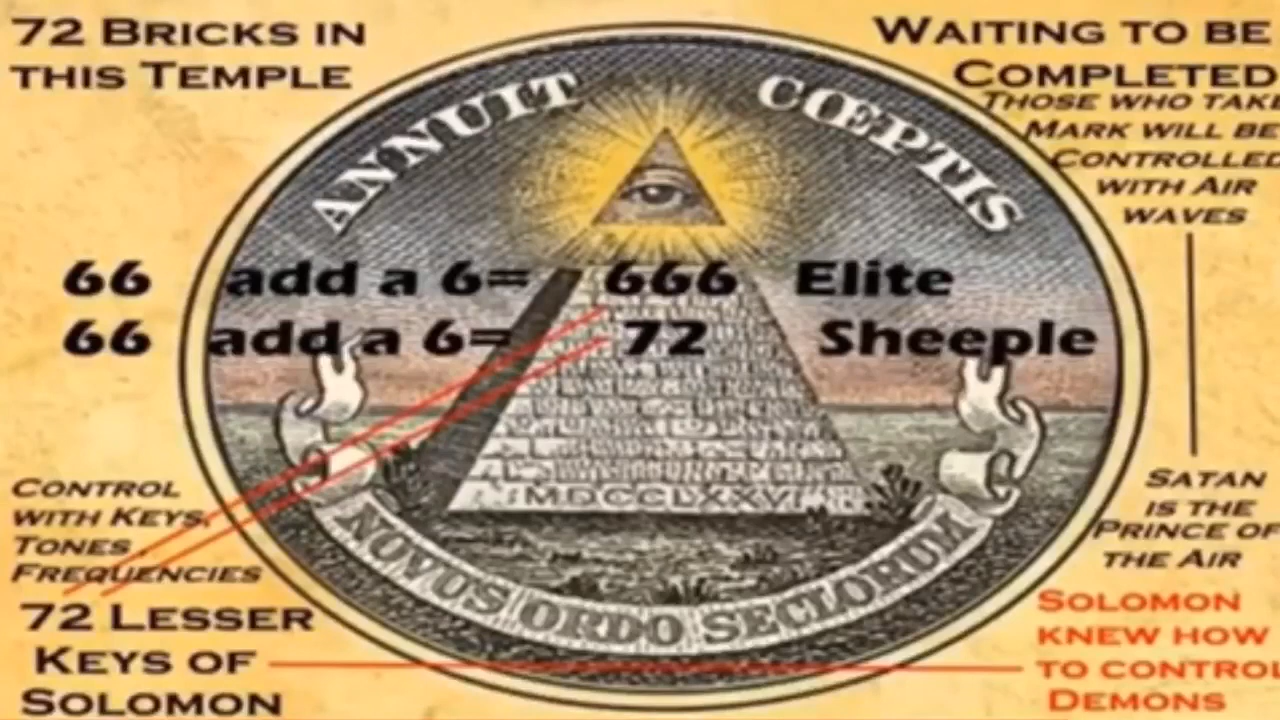 72 BRICKS IN
THIS TEMPLE
WAITING TO BE
COMPLETED
THOSE WHO TAKE
MARK WILL BE
CONTROLLED
WITH AIR
WAVES
ANNUIT CŒPTIS
66 add a 6= 666 Elite
66 add a 6= 72 Sheeple
MDCCLXXVI
NOVUS ORDO SECLORUM
CONTROL
WITH KEYS,
TONES,
FREQUENCIES
72 LESSER
KEYS OF
SOLOMON
SATAN
IS THE
PRINCE OF
THE AIR
SOLOMON
KNEW HOW
TO CONTROL
DEMONS